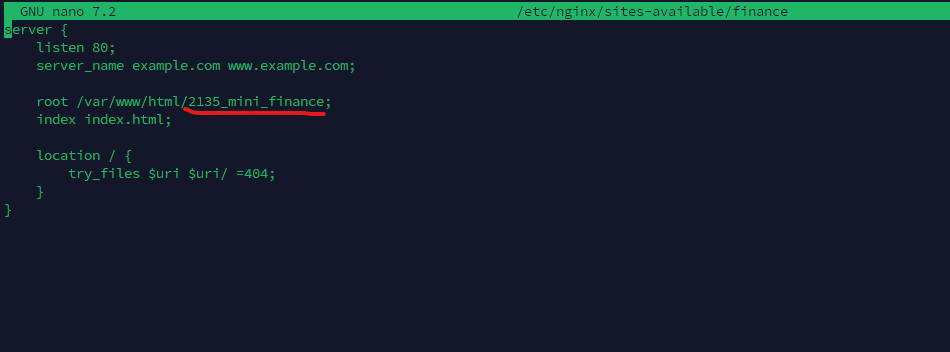 GNU nano 7.2 /etc/nginx/sites-available/finance
server {
listen 80;
server_name example.com www.example.com;
root /var/www/html/2135_mini_finance;
index index.html;
location / {
try_files $uri $uri/ =404;
}
}